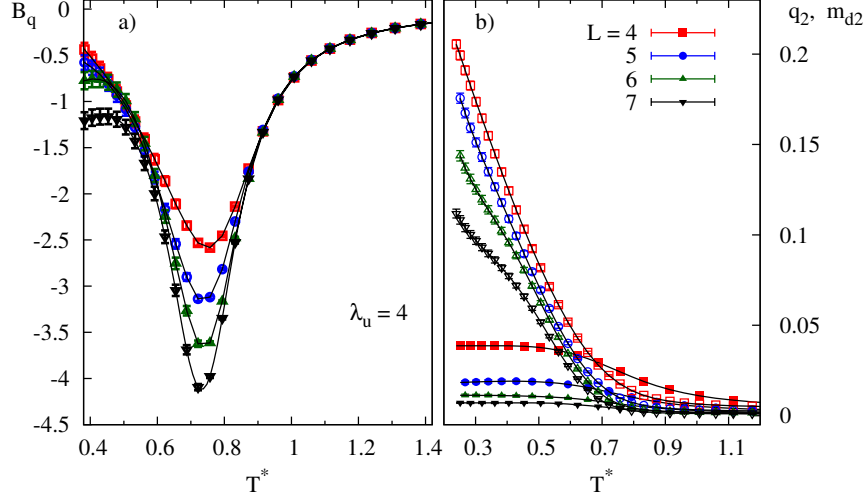 B_q
0
-0.5
-1
-1.5
-2
-2.5
-3
-3.5
-4
-4.5
a)
λ_u = 4
0.4 0.6 0.8 1 1.2 1.4
T^*
b)
L = 4
5
6
7
q_2, m_d2
0.2
0.15
0.1
0.05
0
0.3 0.5 0.7 0.9 1.1
T^*